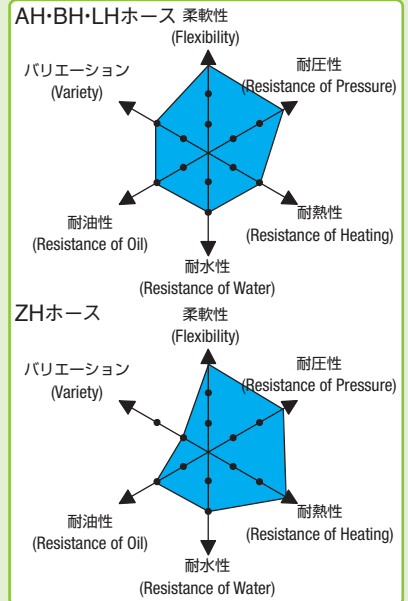 AH·BH·LHホース
柔軟性
(Flexibility)
バリエーション
(Variety)
耐圧性
(Resistance of Pressure)
耐油性
(Resistance of Oil)
耐熱性
(Resistance of Heating)
耐水性
(Resistance of Water)
ZHホース
柔軟性
(Flexibility)
バリエーション
(Variety)
耐圧性
(Resistance of Pressure)
耐油性
(Resistance of Oil)
耐熱性
(Resistance of Heating)
耐水性
(Resistance of Water)